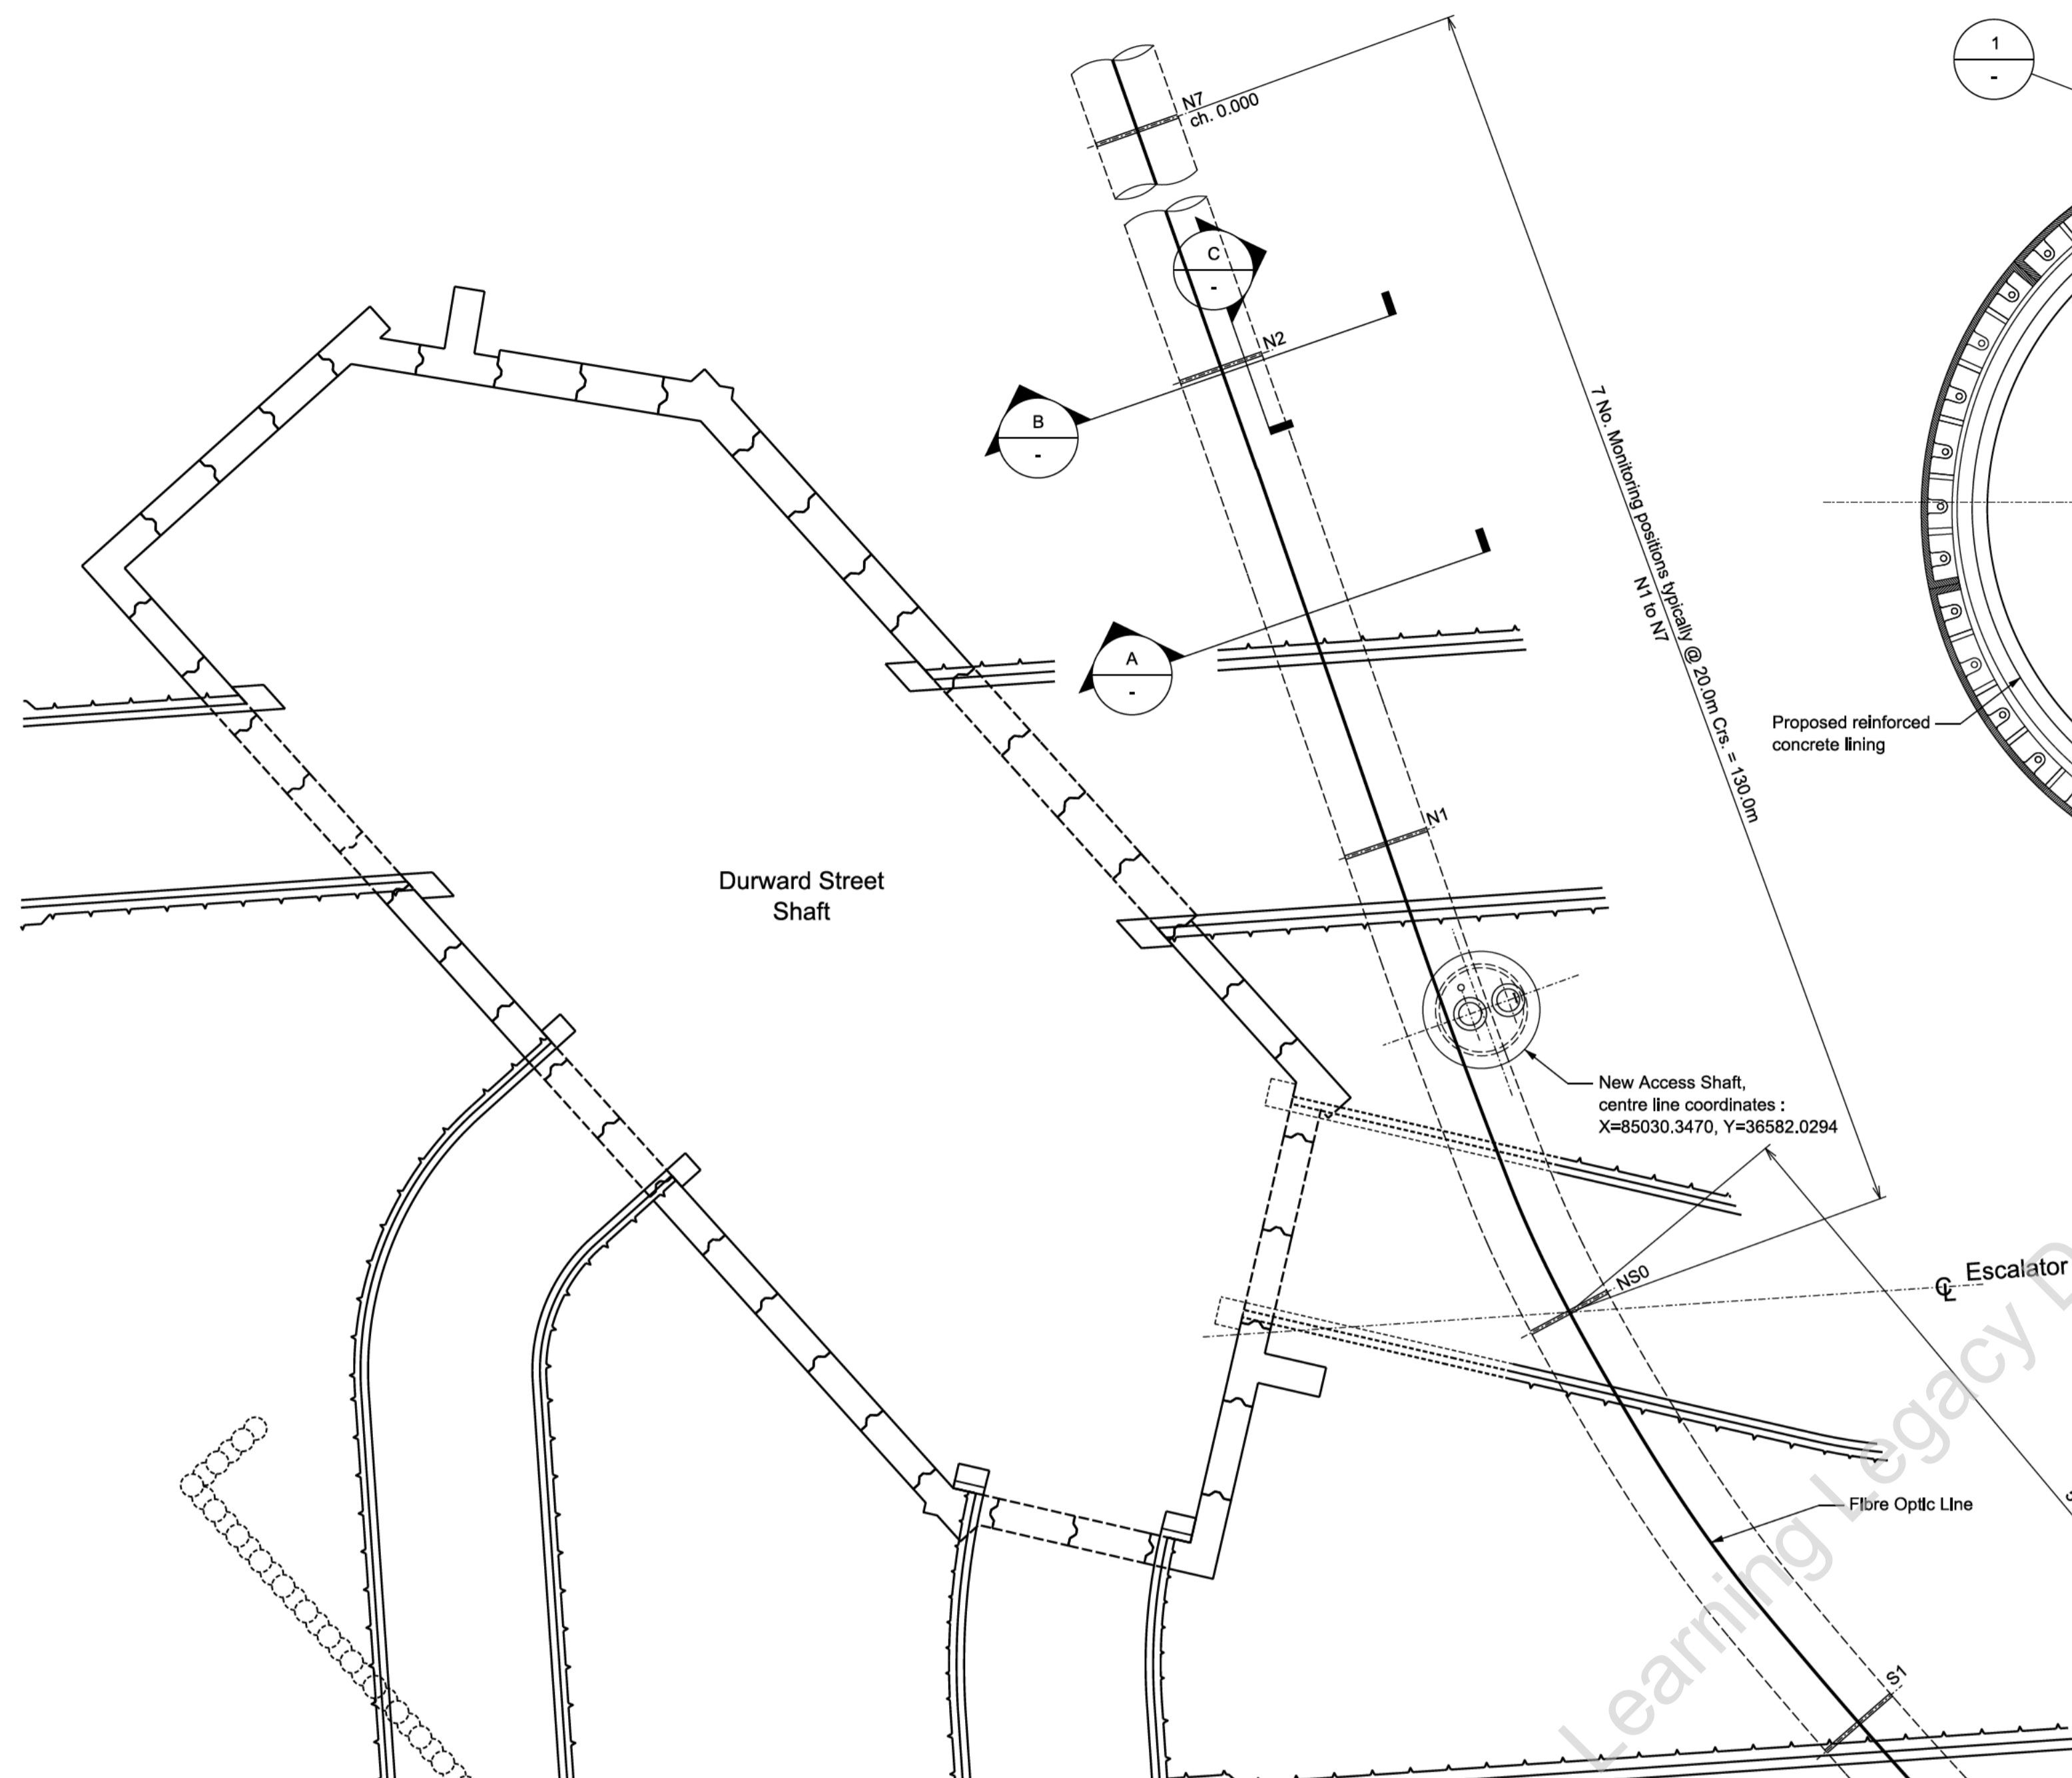 1
-
N7
ch. 0.000
C
-
N2
B
-
7 No. Monitoring positions typically @ 20.0m Crs. = 130.0m
N1 to N7
A
-
Proposed reinforced
concrete lining
N1
Durward Street
Shaft
New Access Shaft,
centre line coordinates :
X=85030.3470, Y=36582.0294
NS0
℄ Escalator
Fibre Optic Line
S1
Learning Legacy D